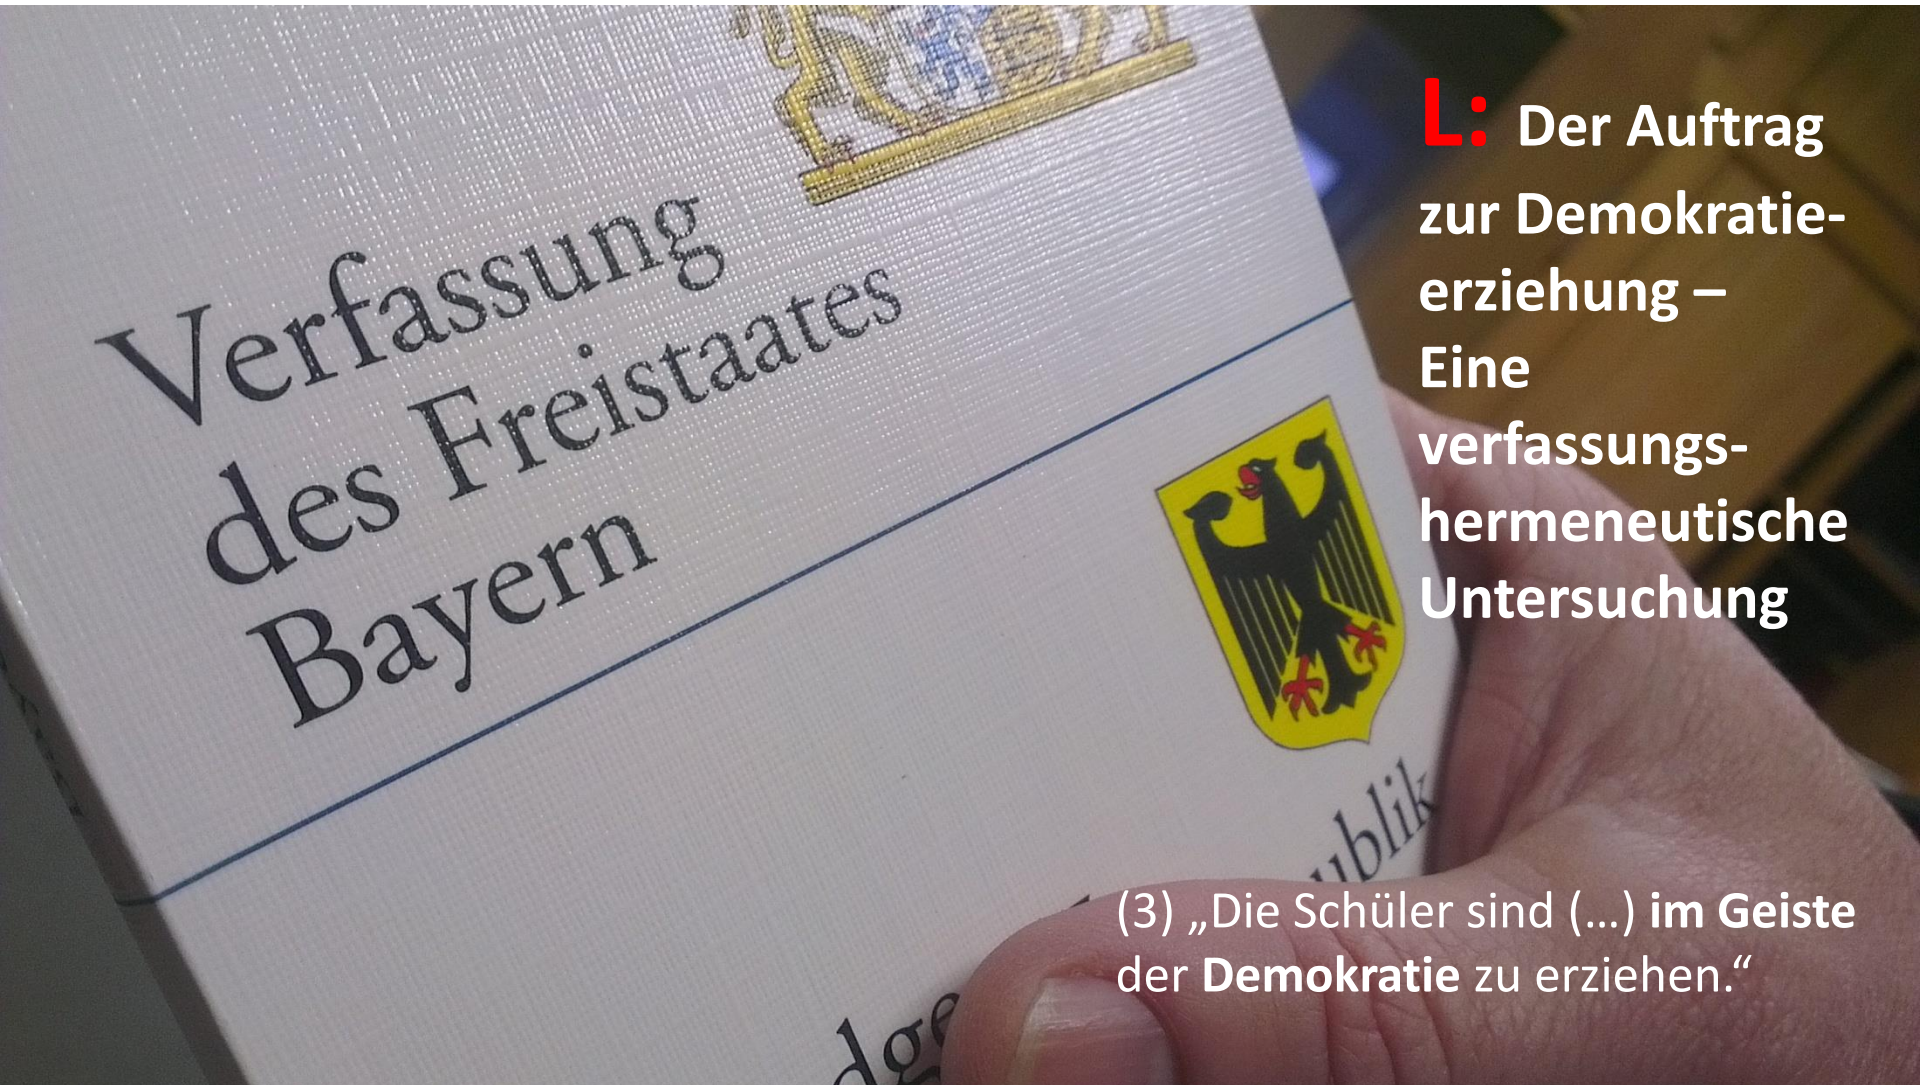 Verfassung
des Freistaates
Bayern
L: Der Auftrag
zur Demokratie-
erziehung –
Eine
verfassungs-
hermeneutische
Untersuchung
(3) „Die Schüler sind (...) im Geiste
der Demokratie zu erziehen.“